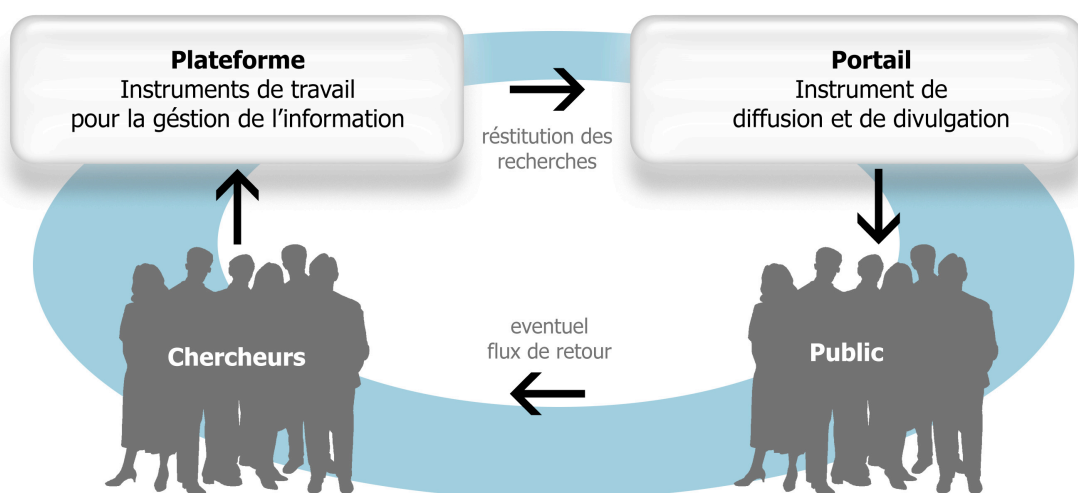 Plateforme
Instruments de travail
pour la géstion de l'information
réstitution des
recherches
Portail
Instrument de
diffusion et de divulgation
Chercheurs
eventuel
flux de retour
Public